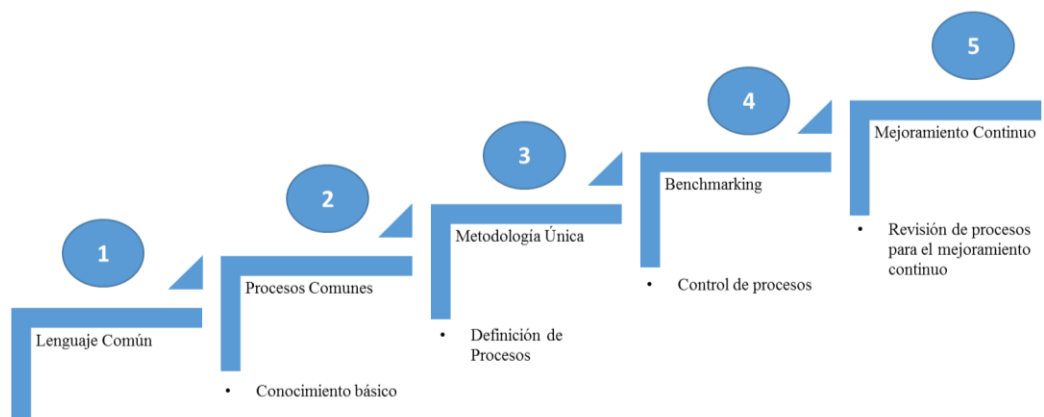 1
Lenguaje Común
2
Procesos Comunes
• Conocimiento básico
3
Metodología Única
• Definición de
Procesos
4
Benchmarking
• Control de procesos
5
Mejoramiento Continuo
• Revisión de procesos
para el mejoramiento
continuo